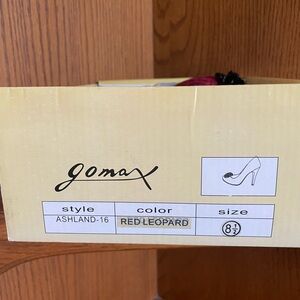 gomax
style color size
ASHLAND-16 RED LEOPARD 8½